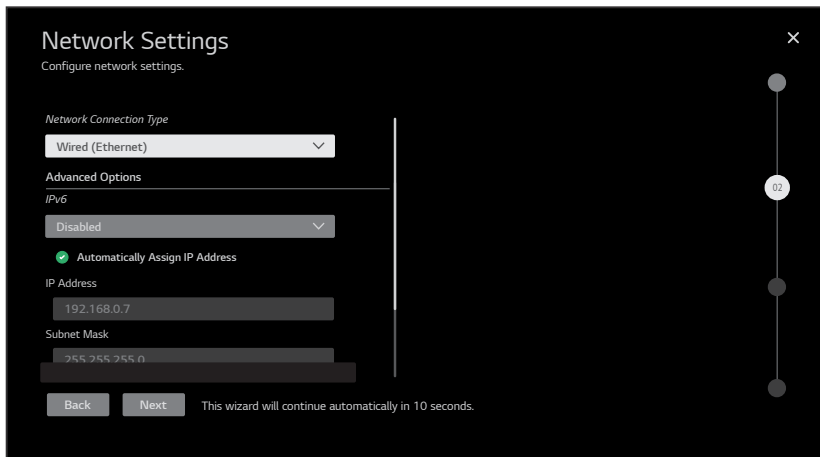 Network Settings
Configure network settings.
Network Connection Type
Wired (Ethernet)
Advanced Options
IPv6
Disabled
Automatically Assign IP Address
IP Address
192.168.0.7
Subnet Mask
255.255.255.0
Back
Next
This wizard will continue automatically in 10 seconds.
02